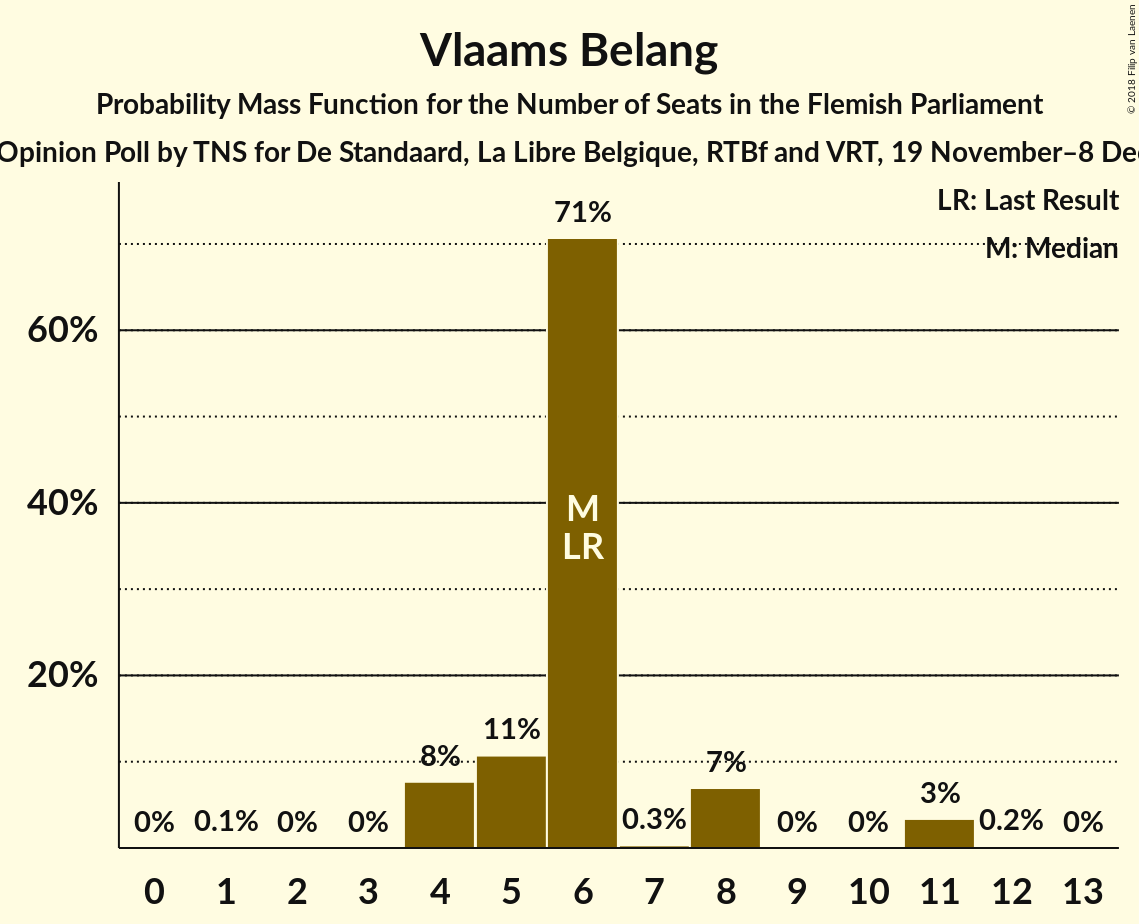 Vlaams Belang
Probability Mass Function for the Number of Seats in the Flemish Parliament
Opinion Poll by TNS for De Standaard, La Libre Belgique, RTBf and VRT, 19 November–8
© 2018 Filip van Laenen
LR: Last Result
M: Median
71%
60%
40%
20%
M
LR
0%
0.1%
0%
0%
8%
11%
0.3%
7%
0%
0%
3%
0.2%
0%
0 1 2 3 4 5 6 7 8 9 10 11 12 13